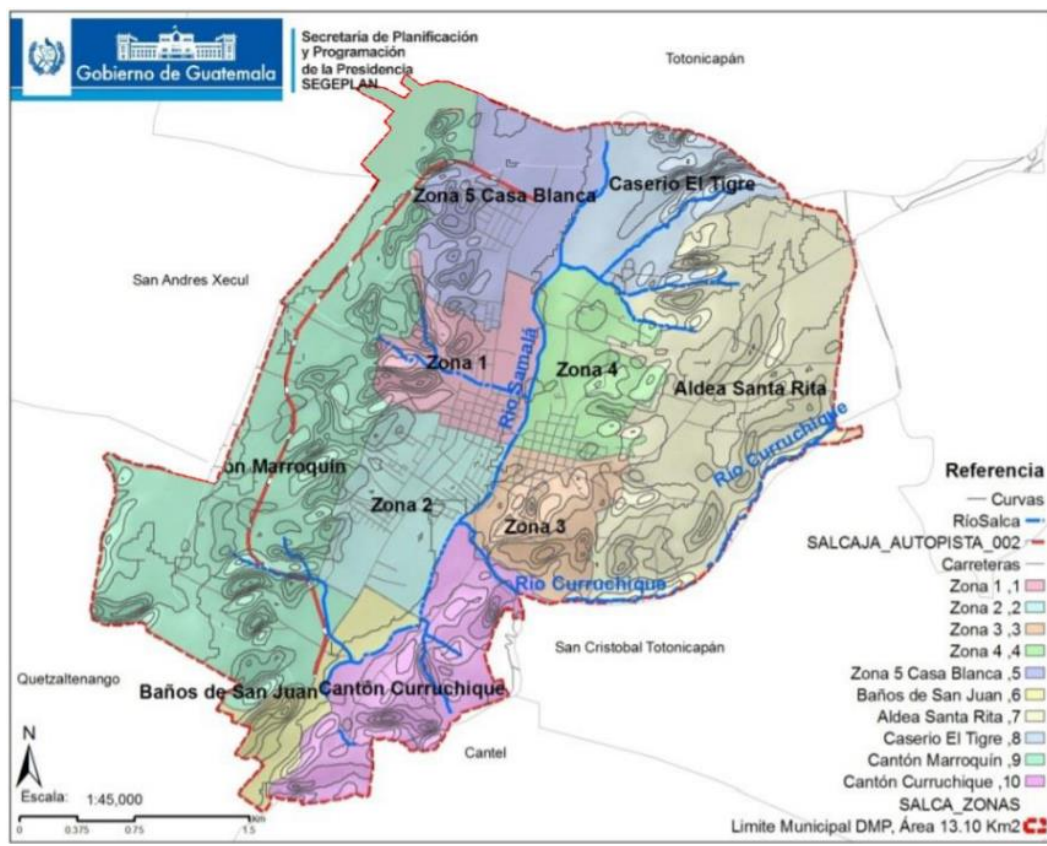 Gobierno de Guatemala
Secretaría de Planificación
y Programación
de la Presidencia
SEGEPLAN
Totonicapán
Caserio El Tigre
Zona 5 Casa Blanca
San Andres Xecul
Río Samalá
Zona 1
Zona 4
Aldea Santa Rita
Río Curruchique
on Marroquín
Zona 2
Zona 3
Río Curruchique
San Cristobal Totonicapán
Quetzaltenango
Baños de San Juan
Cantón Curruchique
Cantel
Referencia
Curvas
RíoSalca
SALCAJA_AUTOPISTA_002
Carreteras
Zona 1 ,1
Zona 2 ,2
Zona 3 ,3
Zona 4 ,4
Zona 5 Casa Blanca ,5
Baños de San Juan ,6
Aldea Santa Rita ,7
Caserio El Tigre ,8
Cantón Marroquín ,9
Cantón Curruchique ,10
SALCA_ZONAS
Limite Municipal DMP, Área 13.10 Km2
N
Escala: 1:45,000
Km
0 0.375 0.75 1.5